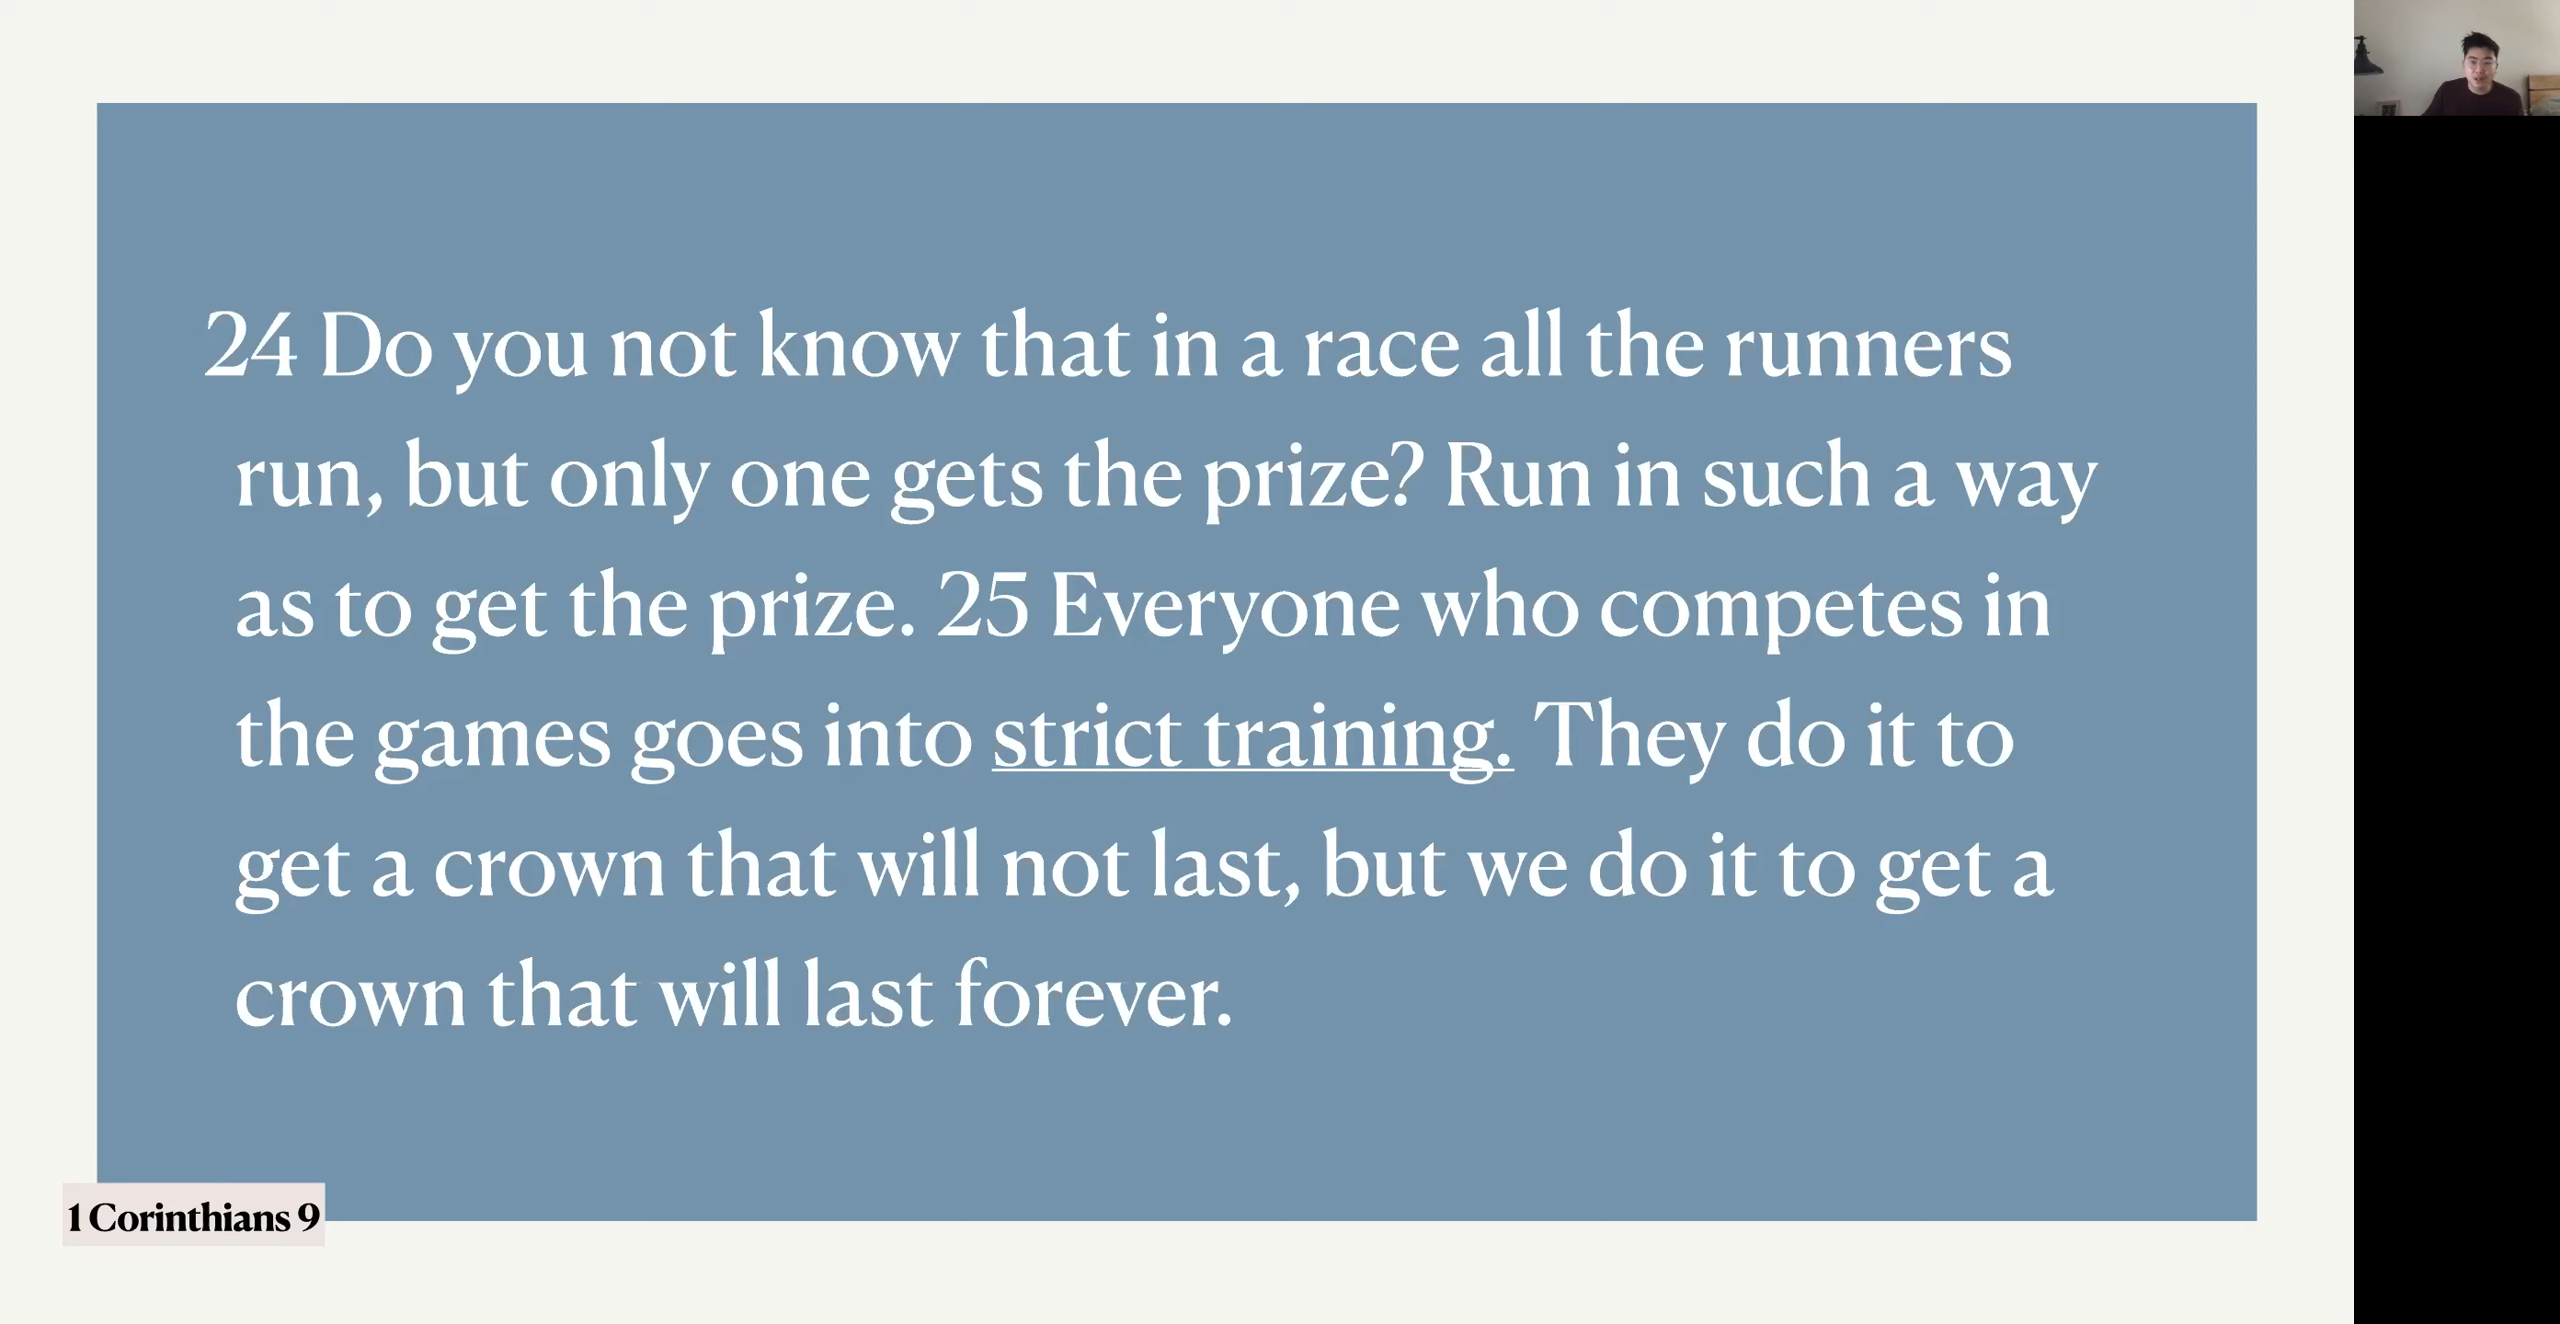 24 Do you not know that in a race all the runners
run, but only one gets the prize? Run in such a way
as to get the prize. 25 Everyone who competes in
the games goes into strict training. They do it to
get a crown that will not last, but we do it to get a
crown that will last forever.
1 Corinthians 9